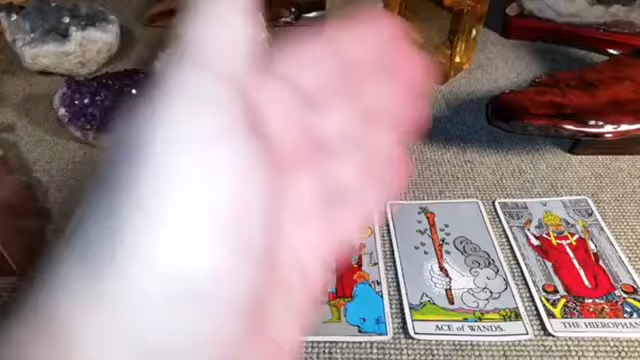 ACE of WANDS.
V
THE HIEROPHAN